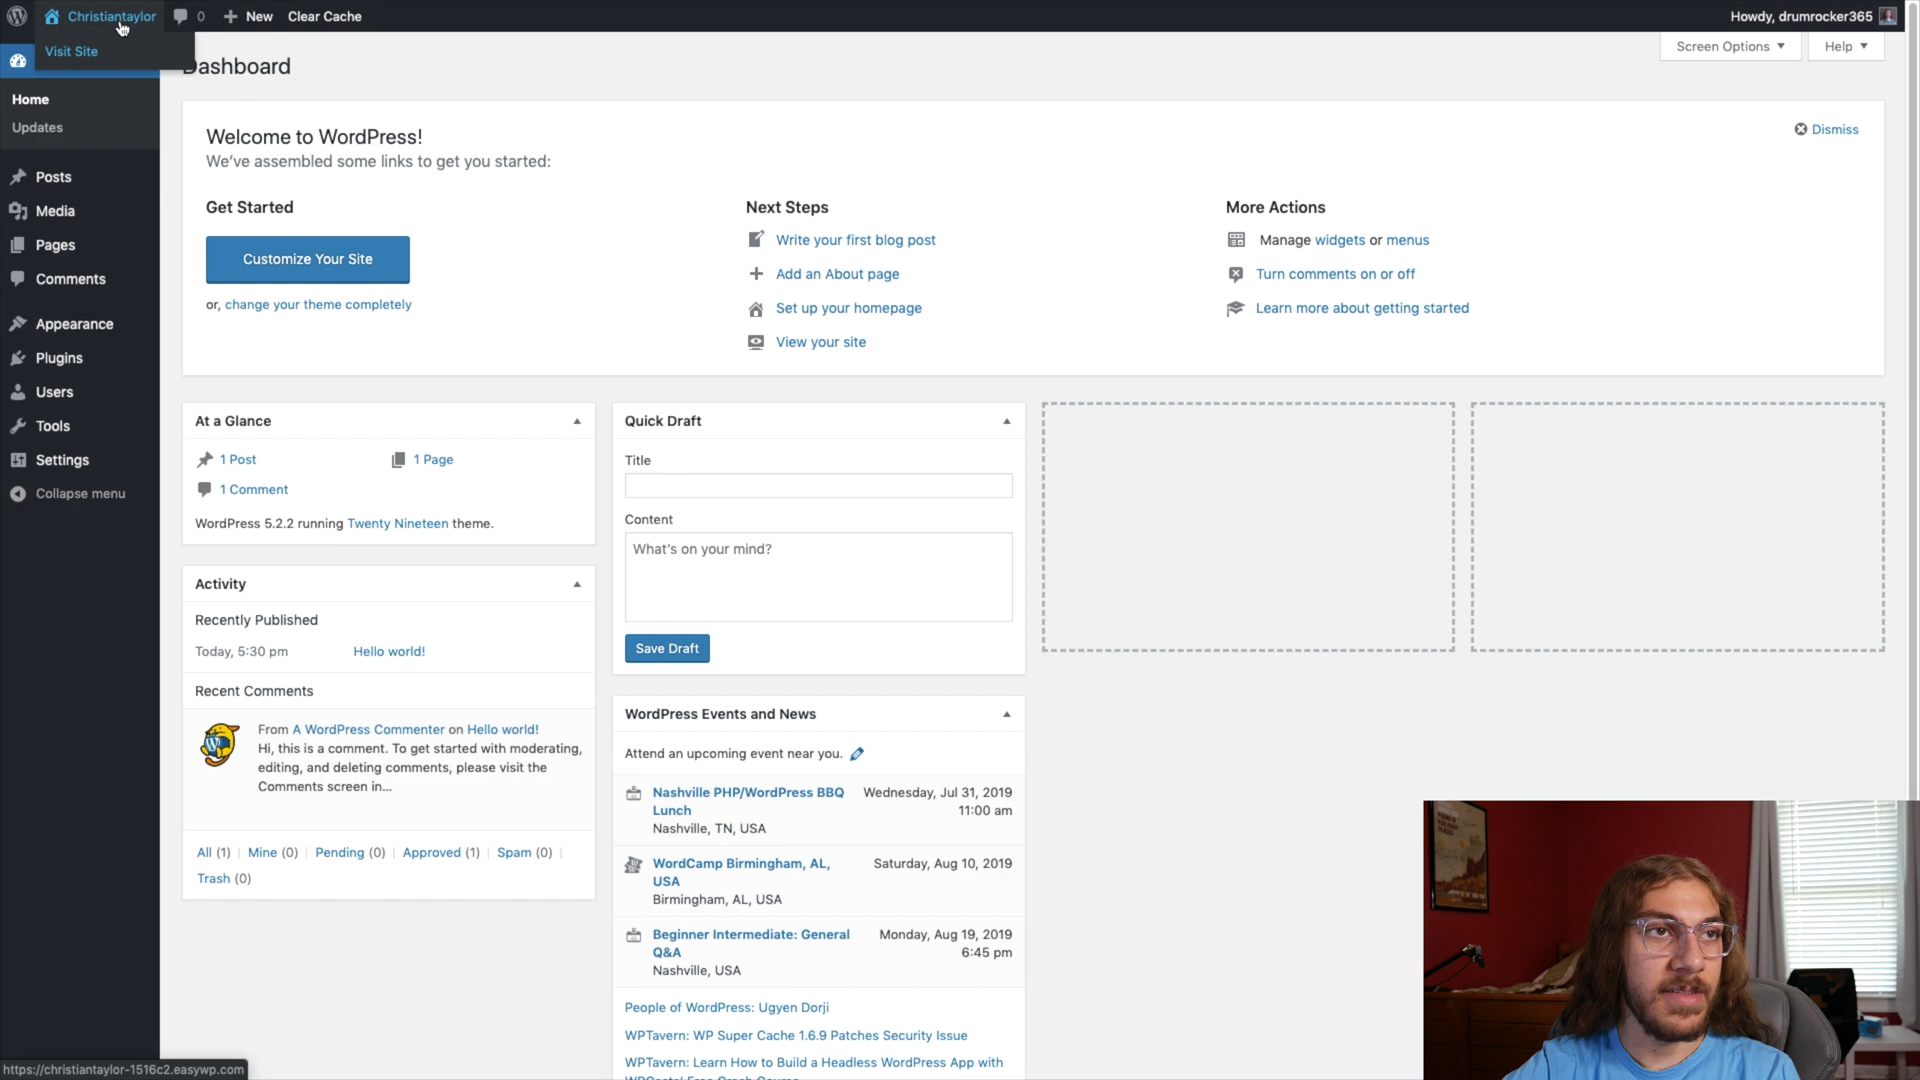 Christiantaylor 0 New Clear Cache Howdy, drumrocker365
Visit Site
Screen Options Help
Dashboard
Home
Updates
Posts
Media
Pages
Comments
Appearance
Plugins
Users
Tools
Settings
Collapse menu
Welcome to WordPress!
Dismiss
We've assembled some links to get you started:
Get Started
Customize Your Site
or, change your theme completely
Next Steps
Write your first blog post
Add an About page
Set up your homepage
View your site
More Actions
Manage widgets or menus
Turn comments on or off
Learn more about getting started
At a Glance
1 Post 1 Page
1 Comment
WordPress 5.2.2 running Twenty Nineteen theme.
Activity
Recently Published
Today, 5:30 pm Hello world!
Recent Comments
From A WordPress Commenter on Hello world!
Hi, this is a comment. To get started with moderating,
editing, and deleting comments, please visit the
Comments screen in...
All (1) | Mine (0) | Pending (0) | Approved (1) | Spam (0) |
Trash (0)
Quick Draft
Title
Content
What's on your mind?
Save Draft
WordPress Events and News
Attend an upcoming event near you.
Nashville PHP/WordPress BBQ Wednesday, Jul 31, 2019
Lunch 11:00 am
Nashville, TN, USA
WordCamp Birmingham, AL, Saturday, Aug 10, 2019
USA
Birmingham, AL, USA
Beginner Intermediate: General Monday, Aug 19, 2019
Q&A 6:45 pm
Nashville, USA
People of WordPress: Ugyen Dorji
WPTavern: WP Super Cache 1.6.9 Patches Security Issue
WPTavern: Learn How to Build a Headless WordPress App with
https://christiantaylor-1516c2.easywp.com